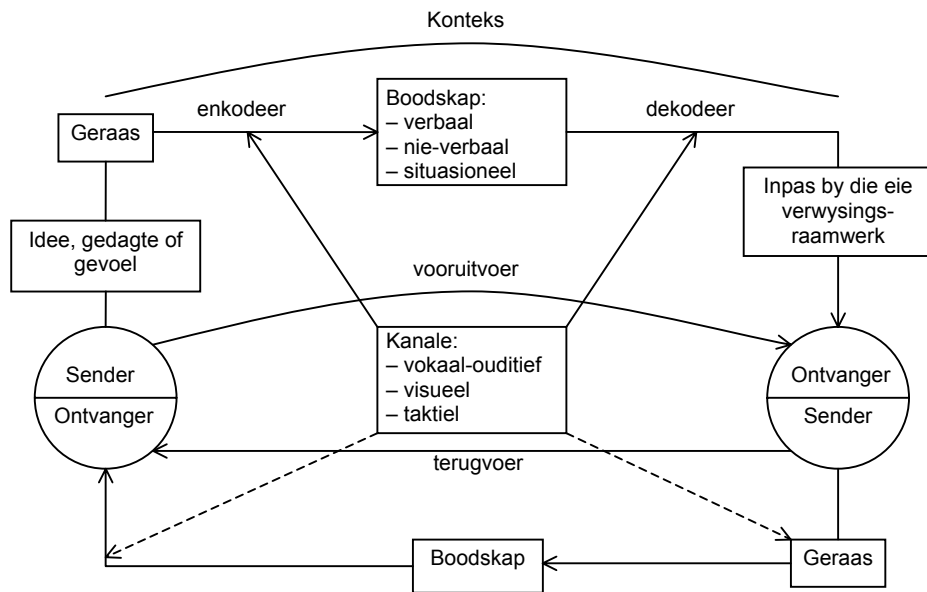 Konteks
enkodeer
Boodskap:
– verbaal
– nie-verbaal
– situasioneel
dekodeer
Geraas
Inpas by die eie
verwysings-
raamwerk
Idee, gedagte of
gevoel
vooruitvoer
Kanale:
– vokaal-ouditief
– visueel
– taktiel
Sender
Ontvanger
Ontvanger
Sender
terugvoer
Boodskap
Geraas